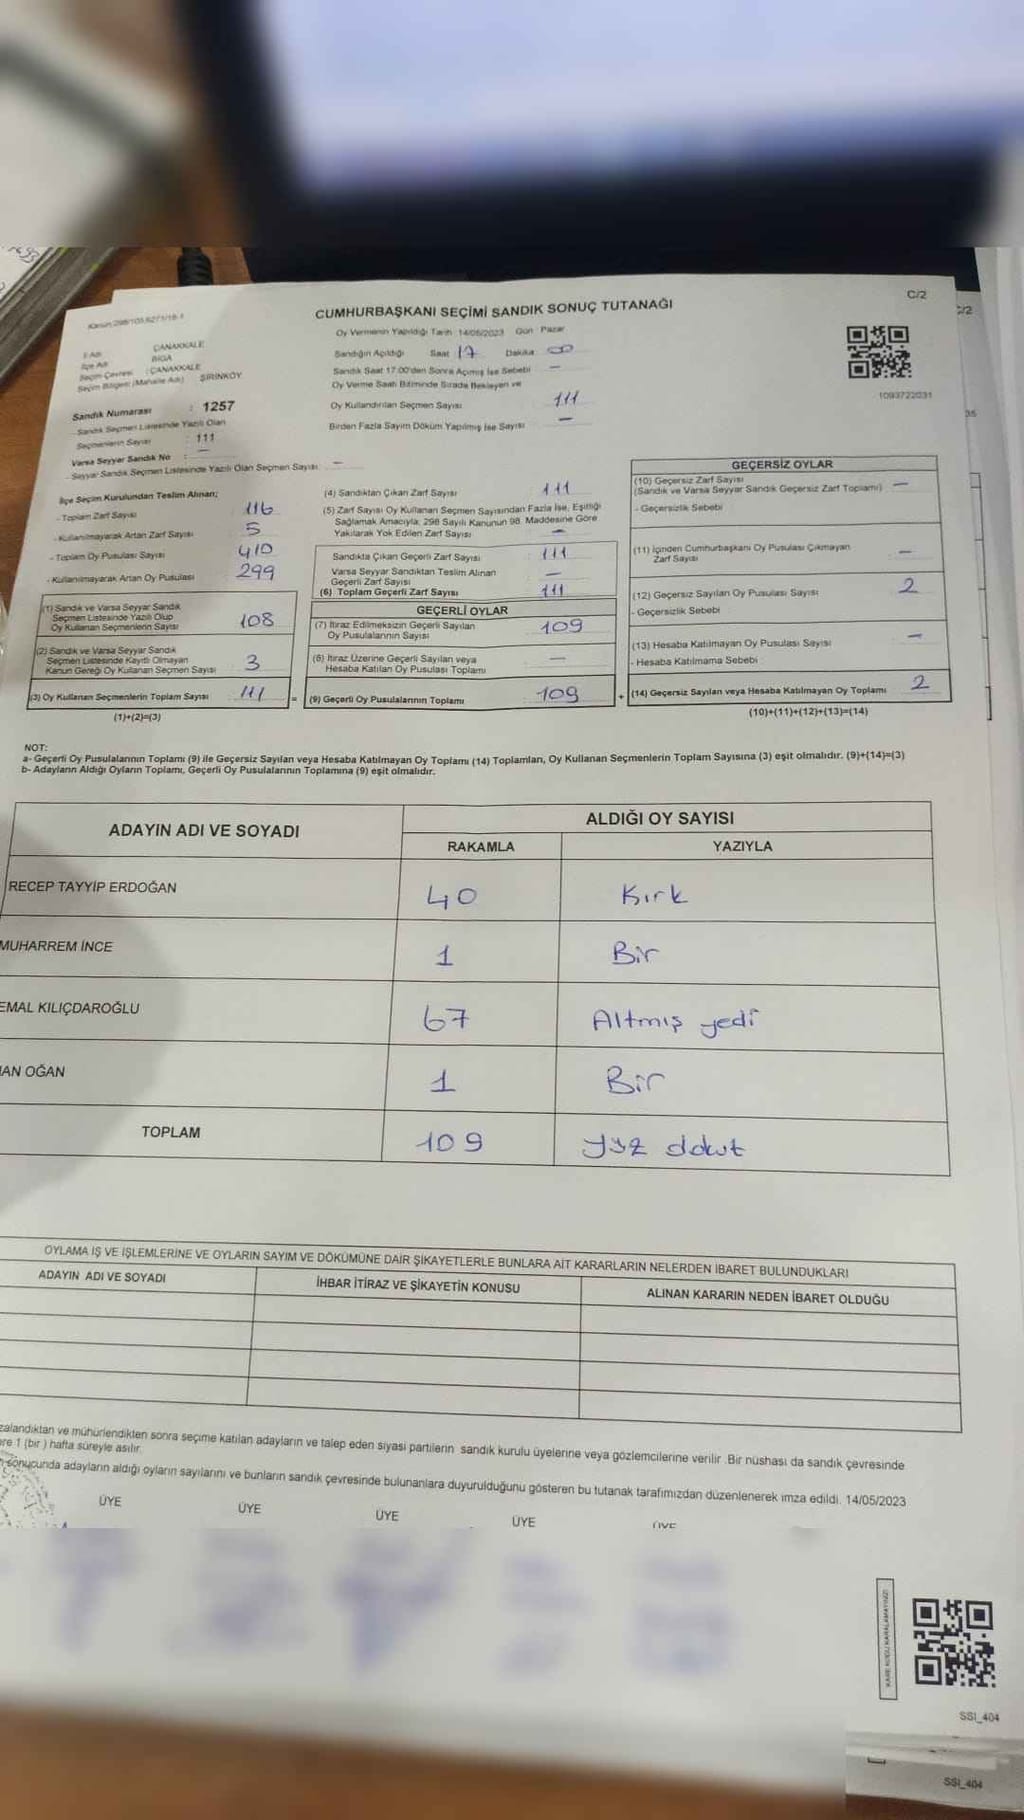 C/2
CUMHURBAŞKANI SEÇİMİ SANDIK SONUÇ TUTANAĞI
Oy Vermenin Yapıldığı Tarih 14/05/2023 Gün Pazar
1093722031
İl Adı ÇANAKKALE
İlçe Adı BİGA
Seçim Çevresi : ÇANAKKALE
Seçim Bölgesi (Mahalle Adı) ŞİRİNKÖY
Sandık Numarası : 1257
- Sandık Seçmen Listesinde Yazılı Olan
Seçmenlerin Sayısı : 111
Varsa Seyyar Sandık No : —
- Seyyar Sandık Seçmen Listesinde Yazılı Olan Seçmen Sayısı —
Sandığın Açıldığı Saat 17 Dakika 00
Sandık Saat 17.00'den Sonra Açımış İse Sebebi —
Oy Verme Saati Bitiminde Sırada Bekleyen ve
Oy Kullandırılan Seçmen Sayısı 111
Birden Fazla Sayım Döküm Yapılmış İse Sayısı —
İlçe Seçim Kurulundan Teslim Alınan;
- Toplam Zarf Sayısı 116
- Kullanılmayarak Artan Zarf Sayısı 5
- Toplam Oy Pusulası Sayısı 410
- Kullanılmayarak Artan Oy Pusulası 299
(1) Sandık ve Varsa Seyyar Sandık
Seçmen Listesinde Yazılı Olup
Oy Kullanan Seçmenlerin Sayısı 108
(2) Sandık ve Varsa Seyyar Sandık
Seçmen Listesinde Kayıtlı Olmayan
Kanun Gereği Oy Kullanan Seçmen Sayısı 3
(3) Oy Kullanan Seçmenlerin Toplam Sayısı 111 =
(1)+(2)=(3)
(4) Sandıktan Çıkan Zarf Sayısı 111
(5) Zarf Sayısı Oy Kullanan Seçmen Sayısından Fazla İse, Eşitliği
Sağlamak Amacıyla; 298 Sayılı Kanunun 98. Maddesine Göre
Yakılarak Yok Edilen Zarf Sayısı —
Sandıkta Çıkan Geçerli Zarf Sayısı 111
Varsa Seyyar Sandıktan Teslim Alınan
Geçerli Zarf Sayısı —
(6) Toplam Geçerli Zarf Sayısı 111
GEÇERLİ OYLAR
(7) İtiraz Edilmeksizin Geçerli Sayılan
Oy Pusulalarının Sayısı 109
(8) İtiraz Üzerine Geçerli Sayılan veya
Hesaba Katılan Oy Pusulası Toplamı —
(9) Geçerli Oy Pusulalarının Toplamı 109 +
GEÇERSİZ OYLAR
(10) Geçersiz Zarf Sayısı
(Sandık ve Varsa Seyyar Sandık Geçersiz Zarf Toplamı) —
- Geçersizlik Sebebi
(11) İçinden Cumhurbaşkanı Oy Pusulası Çıkmayan
Zarf Sayısı —
(12) Geçersiz Sayılan Oy Pusulası Sayısı 2
- Geçersizlik Sebebi
(13) Hesaba Katılmayan Oy Pusulası Sayısı —
- Hesaba Katılmama Sebebi
(14) Geçersiz Sayılan veya Hesaba Katılmayan Oy Toplamı 2
(10)+(11)+(12)+(13)=(14)
NOT:
a- Geçerli Oy Pusulalarının Toplamı (9) ile Geçersiz Sayılan veya Hesaba Katılmayan Oy Toplamı (14) Toplamları, Oy Kullanan Seçmenlerin Toplam Sayısına (3) eşit olmalıdır. (9)+(14)=(3)
b- Adayların Aldığı Oyların Toplamı, Geçerli Oy Pusulalarının Toplamına (9) eşit olmalıdır.
ADAYIN ADI VE SOYADI ALDIĞI OY SAYISI
RAKAMLA YAZIYLA
RECEP TAYYİP ERDOĞAN 40 Kırk
MUHARREM İNCE 1 Bir
EMAL KILIÇDAROĞLU 67 Altmış yedi
AN OĞAN 1 Bir
TOPLAM 109 yüz dokut
OYLAMA İŞ VE İŞLEMLERİNE VE OYLARIN SAYIM VE DÖKÜMÜNE DAİR ŞİKAYETLERLE BUNLARA AİT KARARLARIN NELERDEN İBARET BULUNDUKLARI
ADAYIN ADI VE SOYADI İHBAR İTİRAZ VE ŞİKAYETİN KONUSU ALINAN KARARIN NEDEN İBARET OLDUĞU
zalandıktan ve mühürlendikten sonra seçime katılan adayların ve talep eden siyasi partilerin sandık kurulu üyelerine veya gözlemcilerine verilir. Bir nüshası da sandık çevresinde
re 1 (bir) hafta süreyle asılır.
sonucunda adayların aldığı oyların sayılarını ve bunların sandık çevresinde bulunanlara duyurulduğunu gösteren bu tutanak tarafımızdan düzenlenerek imza edildi. 14/05/2023
ÜYE ÜYE ÜYE ÜYE ÜYE
KARE KODU KARALAMAYINIZ!
SSI_404
SSI_404